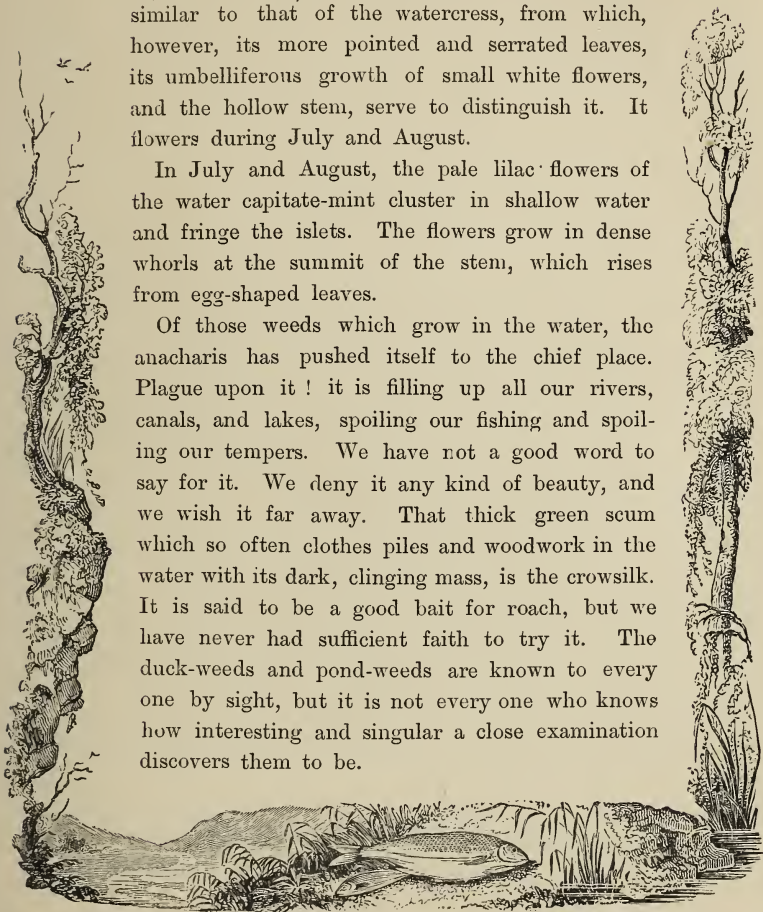 similar to that of the watercress, from which,
however, its more pointed and serrated leaves,
its umbelliferous growth of small white flowers,
and the hollow stem, serve to distinguish it. It
flowers during July and August.
In July and August, the pale lilac flowers of
the water capitate-mint cluster in shallow water
and fringe the islets. The flowers grow in dense
whorls at the summit of the stem, which rises
from egg-shaped leaves.
Of those weeds which grow in the water, the
anacharis has pushed itself to the chief place.
Plague upon it ! it is filling up all our rivers,
canals, and lakes, spoiling our fishing and spoil-
ing our tempers. We have not a good word to
say for it. We deny it any kind of beauty, and
we wish it far away. That thick green scum
which so often clothes piles and woodwork in the
water with its dark, clinging mass, is the crowsilk.
It is said to be a good bait for roach, but we
have never had sufficient faith to try it. The
duck-weeds and pond-weeds are known to every
one by sight, but it is not every one who knows
how interesting and singular a close examination
discovers them to be.